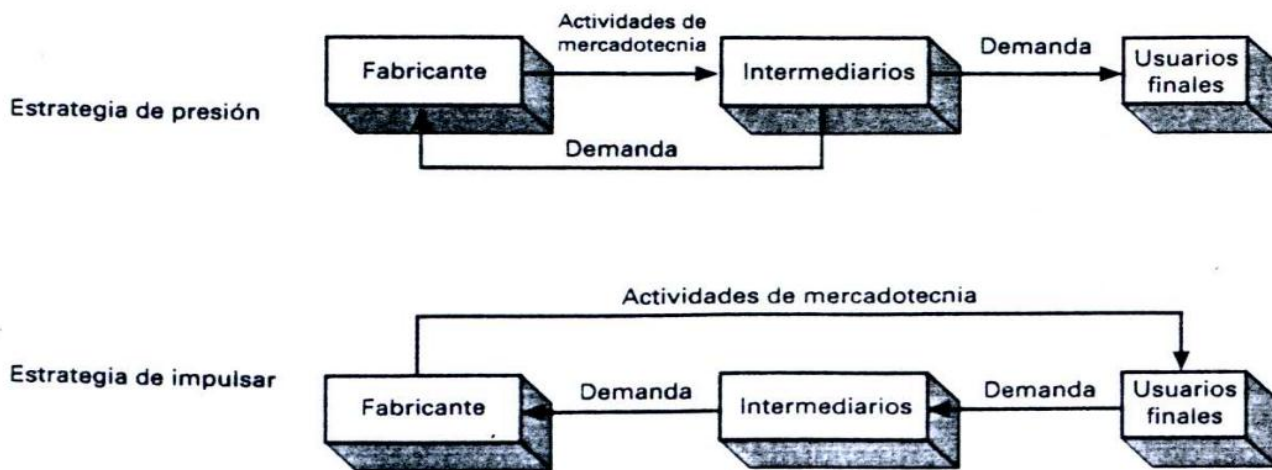 Actividades de
mercadotecnia
Fabricante
Intermediarios
Demanda
Usuarios
finales
Estrategia de presión
Demanda
Actividades de mercadotecnia
Estrategia de impulsar
Fabricante
Demanda
Intermediarios
Demanda
Usuarios
finales